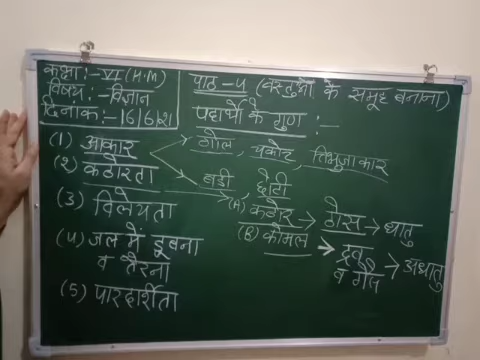 कक्षा:-VI (H.M)
विषय:-विज्ञान
दिनांक:-16/6/21
पाठ-4 (वस्तुओं के समूह बनाना)
पदार्थों के गुण :-
(1) आकार → गोल, चकोर, त्रिभुजाकार
बड़ी, छोटी
(2) कठोरता → (A) कठोर → ठोस → धातु
(B) कोमल → द्रव व गैस → अधातु
(3) विलेयता
(4) जल में डूबना
व तैरना
(5) पारदर्शिता